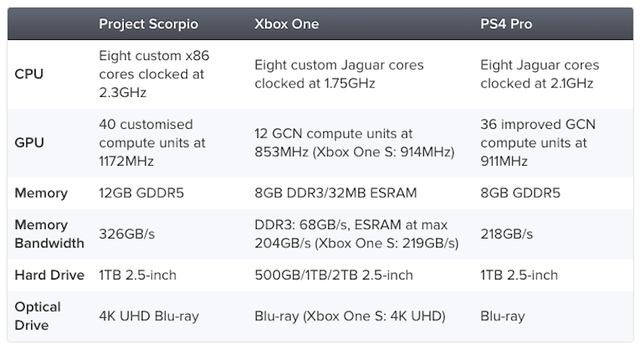 Project Scorpio Xbox One PS4 Pro
CPU
Eight custom x86
cores clocked at
2.3GHz
Eight custom Jaguar cores
clocked at 1.75GHz
Eight Jaguar cores
clocked at 2.1GHz
GPU
40 customised
compute units at
1172MHz
12 GCN compute units at
853MHz (Xbox One S: 914MHz)
36 improved GCN
compute units at
911MHz
Memory 12GB GDDR5 8GB DDR3/32MB ESRAM 8GB GDDR5
Memory
Bandwidth
326GB/s
DDR3: 68GB/s, ESRAM at max
204GB/s (Xbox One S: 219GB/s)
218GB/s
Hard Drive 1TB 2.5-inch 500GB/1TB/2TB 2.5-inch 1TB 2.5-inch
Optical
Drive
4K UHD Blu-ray
Blu-ray (Xbox One S: 4K UHD)
Blu-ray